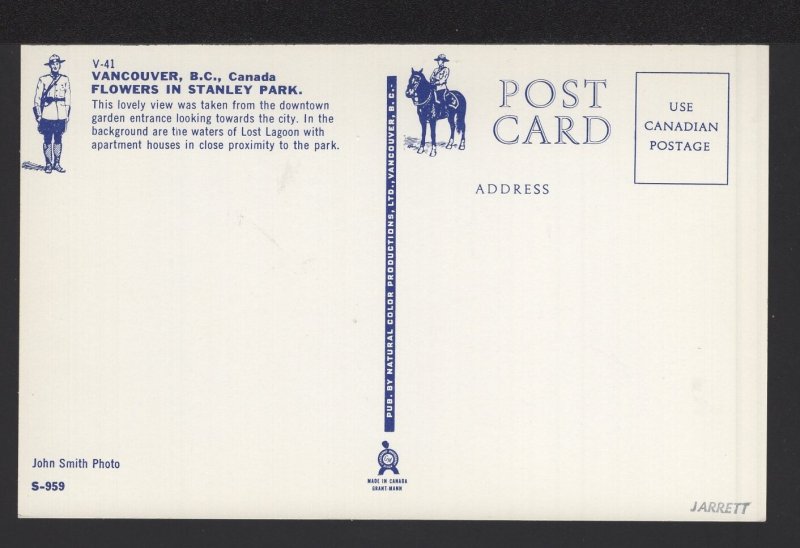 V-41
VANCOUVER, B.C., Canada
FLOWERS IN STANLEY PARK.
This lovely view was taken from the downtown
garden entrance looking towards the city. In the
background are the waters of Lost Lagoon with
apartment houses in close proximity to the park.
John Smith Photo
S-959
PUB. BY NATURAL COLOR PRODUCTIONS, LTD., VANCOUVER, B.C.-
MADE IN CANADA
GRANT-MANN
POST
CARD
ADDRESS
USE
CANADIAN
POSTAGE
JARRETT